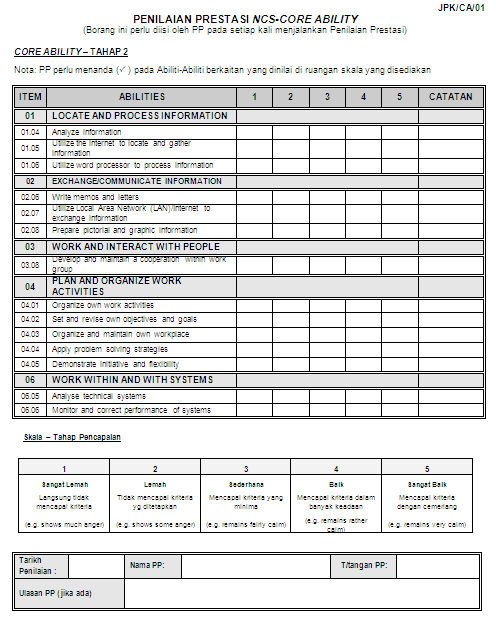 JPK/CA/01
PENILAIAN PRESTASI NCS-CORE ABILITY
(Borang ini perlu diisi oleh PP pada setiap kali menjalankan Penilaian Prestasi)
CORE ABILITY – TAHAP 2
Nota: PP perlu menanda (✓) pada Abiliti-Abiliti berkaitan yang dinilai di ruangan skala yang disediakan
ITEM ABILITIES 1 2 3 4 5 CATATAN
01 LOCATE AND PROCESS INFORMATION
01.04 Analyze information
01.05 Utilize the Internet to locate and gather
information
01.06 Utilize word processor to process information
02 EXCHANGE/COMMUNICATE INFORMATION
02.06 Write memos and letters
02.07 Utilize Local Area Network (LAN)/Internet to
exchange information
02.08 Prepare pictorial and graphic information
03 WORK AND INTERACT WITH PEOPLE
03.08 Develop and maintain a cooperation within work
group
04 PLAN AND ORGANIZE WORK
ACTIVITIES
04.01 Organize own work activities
04.02 Set and revise own objectives and goals
04.03 Organize and maintain own workplace
04.04 Apply problem solving strategies
04.05 Demonstrate initiative and flexibility
06 WORK WITHIN AND WITH SYSTEMS
06.05 Analyse technical systems
06.06 Monitor and correct performance of systems
Skala – Tahap Pencapaian
1 2 3 4 5
Sangat Lemah Lemah Sederhana Baik Sangat Baik
Langsung tidak mencapai kriteria Tidak mencapai kriteria yg ditetapkan Mencapai kriteria yang minima Mencapai kriteria dalam banyak keadaan Mencapai kriteria dengan cemerlang
(e.g. shows much anger) (e.g. shows some anger) (e.g. remains fairly calm) (e.g. remains rather calm) (e.g. remains very calm)
Tarikh
Penilaian : Nama PP: T/tangan PP:
Ulasan PP (jika ada)